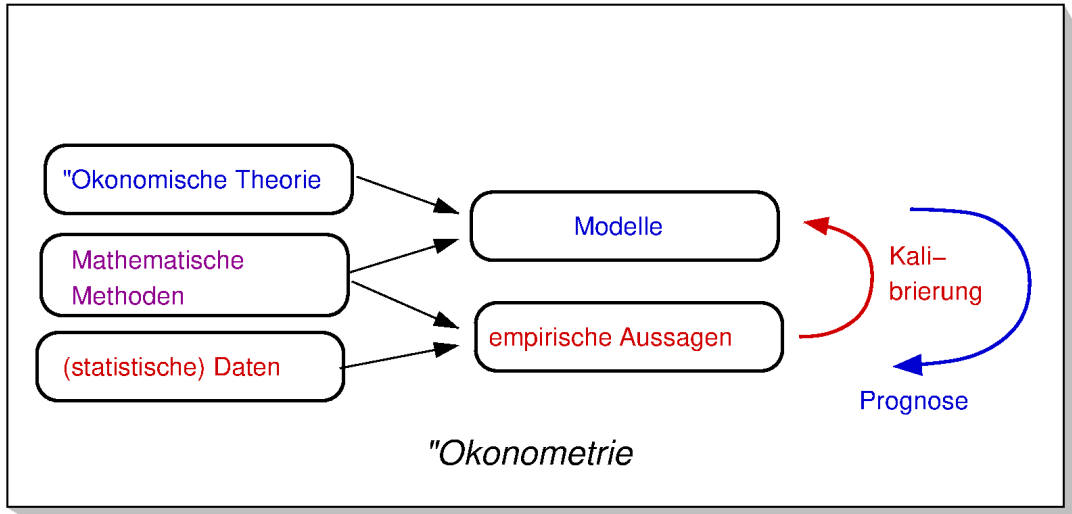 "Okonomische Theorie
Mathematische
Methoden
(statistische) Daten
Modelle
empirische Aussagen
Kali−
brierung
Prognose
"Okonometrie